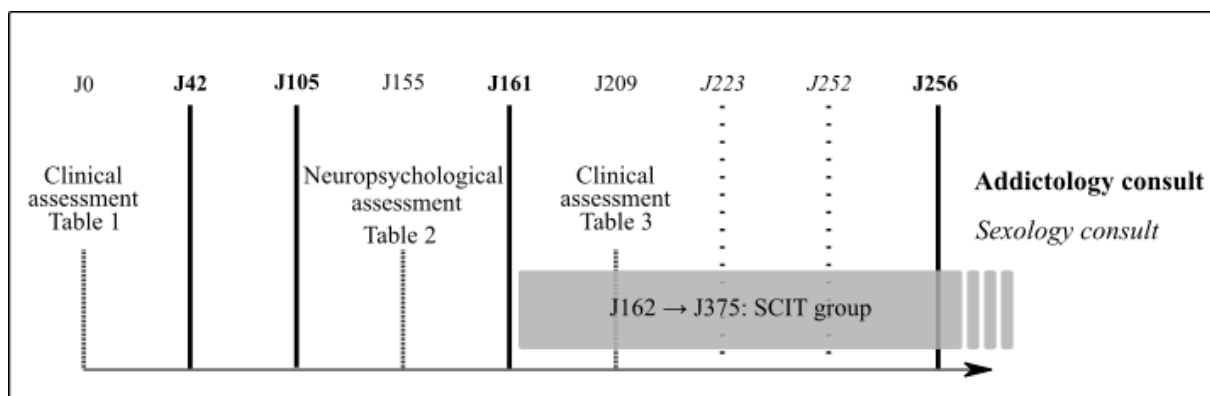 J0 J42 J105 J155 J161 J209 J223 J252 J256
Clinical
assessment
Table 1
Neuropsychological
assessment
Table 2
Clinical
assessment
Table 3
Addictology consult
Sexology consult
J162 → J375: SCIT group